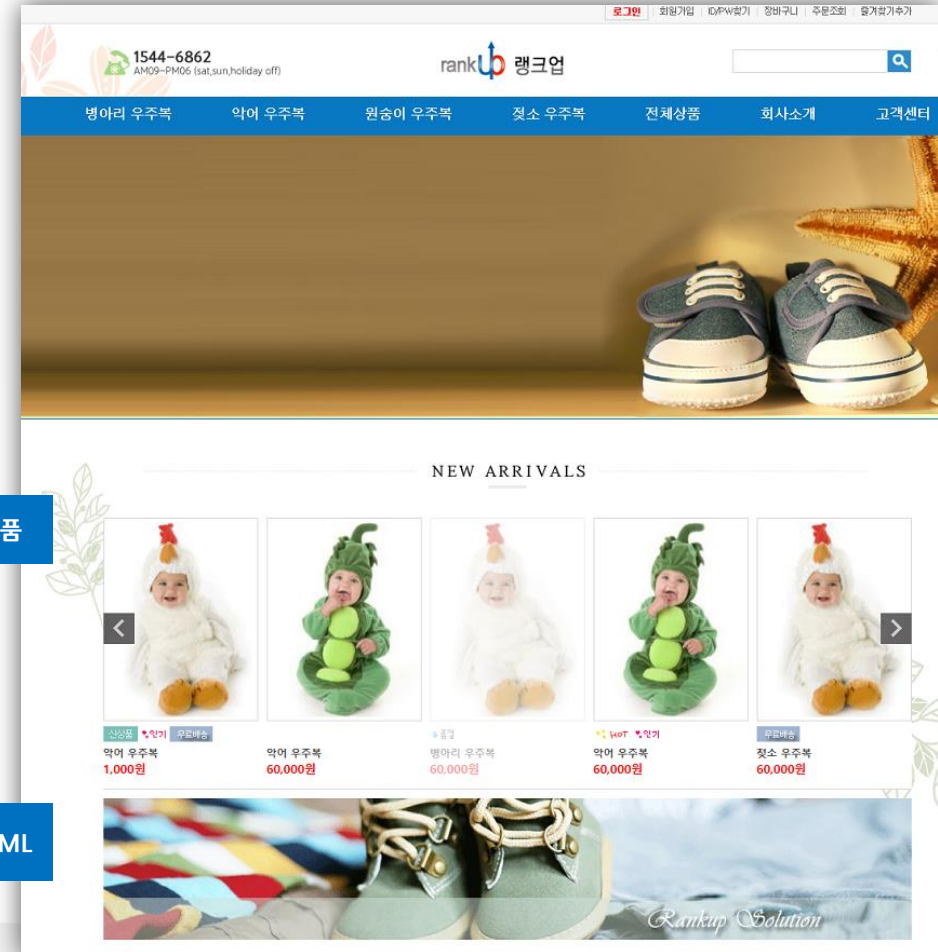 로그인 회원가입 ID/PW찾기 장바구니 주문조회 즐겨찾기추가
1544-6862
AM09-PM06 (sat,sun,holiday off)
rankup 랭크업
병아리 우주복 악어 우주복 원숭이 우주복 젖소 우주복 전체상품 회사소개 고객센터
NEW ARRIVALS
품
신상품 인기 무료배송 품절 HOT 인기 무료배송
악어 우주복 악어 우주복 병아리 우주복 악어 우주복 젖소 우주복
1,000원 60,000원 60,000원 60,000원 60,000원
ML
Rankup Solution